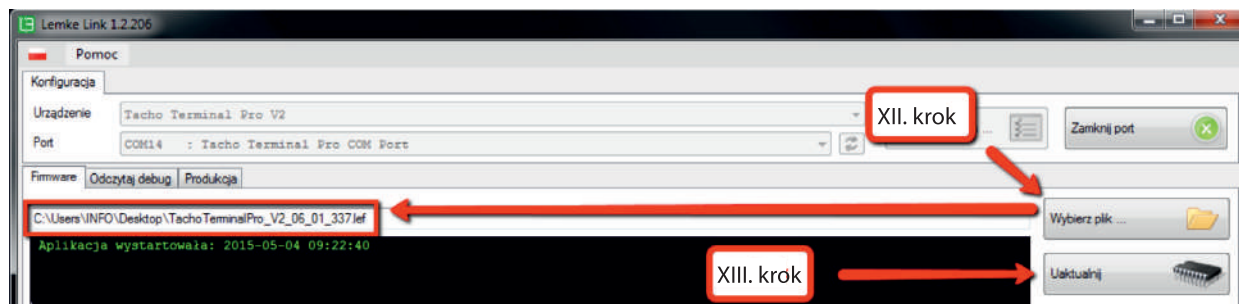 Lemke Link 1.2.206
Pomoc
Konfiguracja
Urządzenie
Tacho Terminal Pro V2
XII. krok
...
Zamknij port
Port
COM14 : Tacho Terminal Pro COM Port
Firmware
Odczytaj debug
Produkcja
C:\Users\INFO\Desktop\TachoTerminalPro_V2_06_01_337.lef
Wybierz plik ...
Aplikacja wystartowała: 2015-05-04 09:22:40
XIII. krok
Uaktualnij